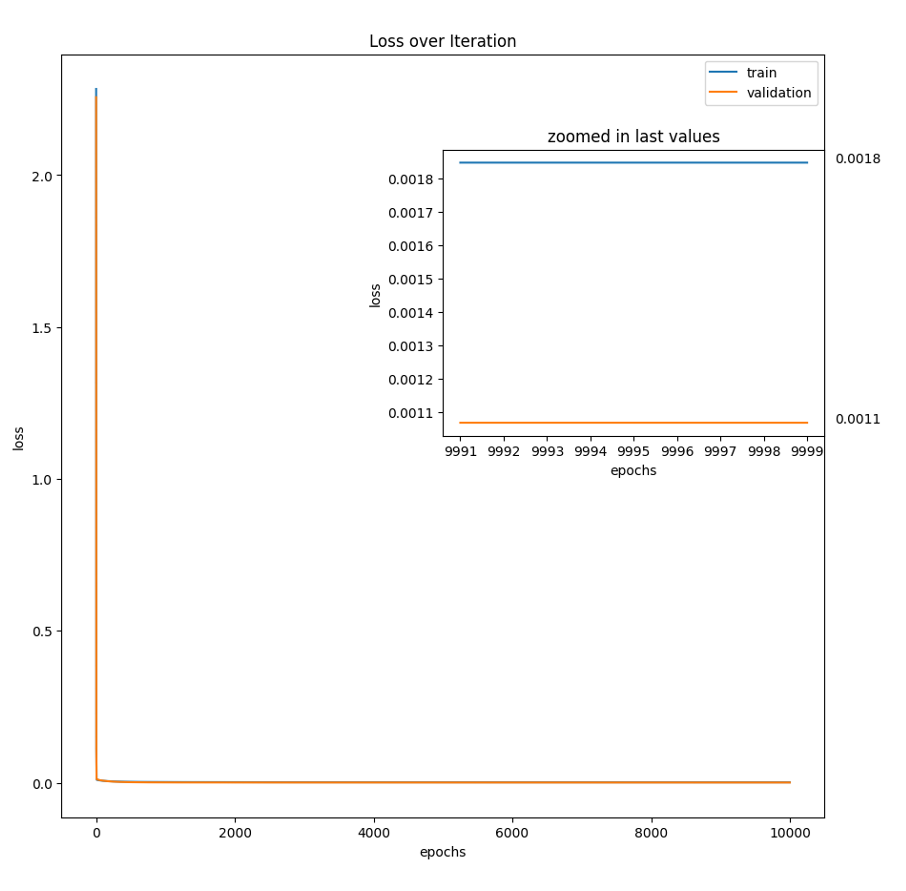 Loss over Iteration
train
validation
zoomed in last values
0.0018
0.0018
0.0017
0.0016
0.0015
0.0014
0.0013
0.0012
0.0011
0.0011
loss
9991 9992 9993 9994 9995 9996 9997 9998 9999
epochs
2.0
1.5
1.0
0.5
0.0
loss
0 2000 4000 6000 8000 10000
epochs